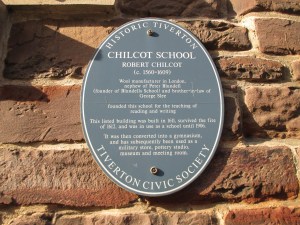 HISTORIC TIVERTON
CHILCOT SCHOOL
ROBERT CHILCOT
(c. 1560-1609)
Wool manufacturer in London,
nephew of Peter Blundell
(founder of Blundells School) and brother-in-law of
George Slee
founded this school for the teaching of
reading and writing
This listed building was built in 1611, survived the fire
of 1612, and was in use as a school until
It was then converted into a gymnasium,
and has subsequently been used as a
military store, pottery studio,
museum and meeting room.
TIVERTON CIVIC SOCIETY